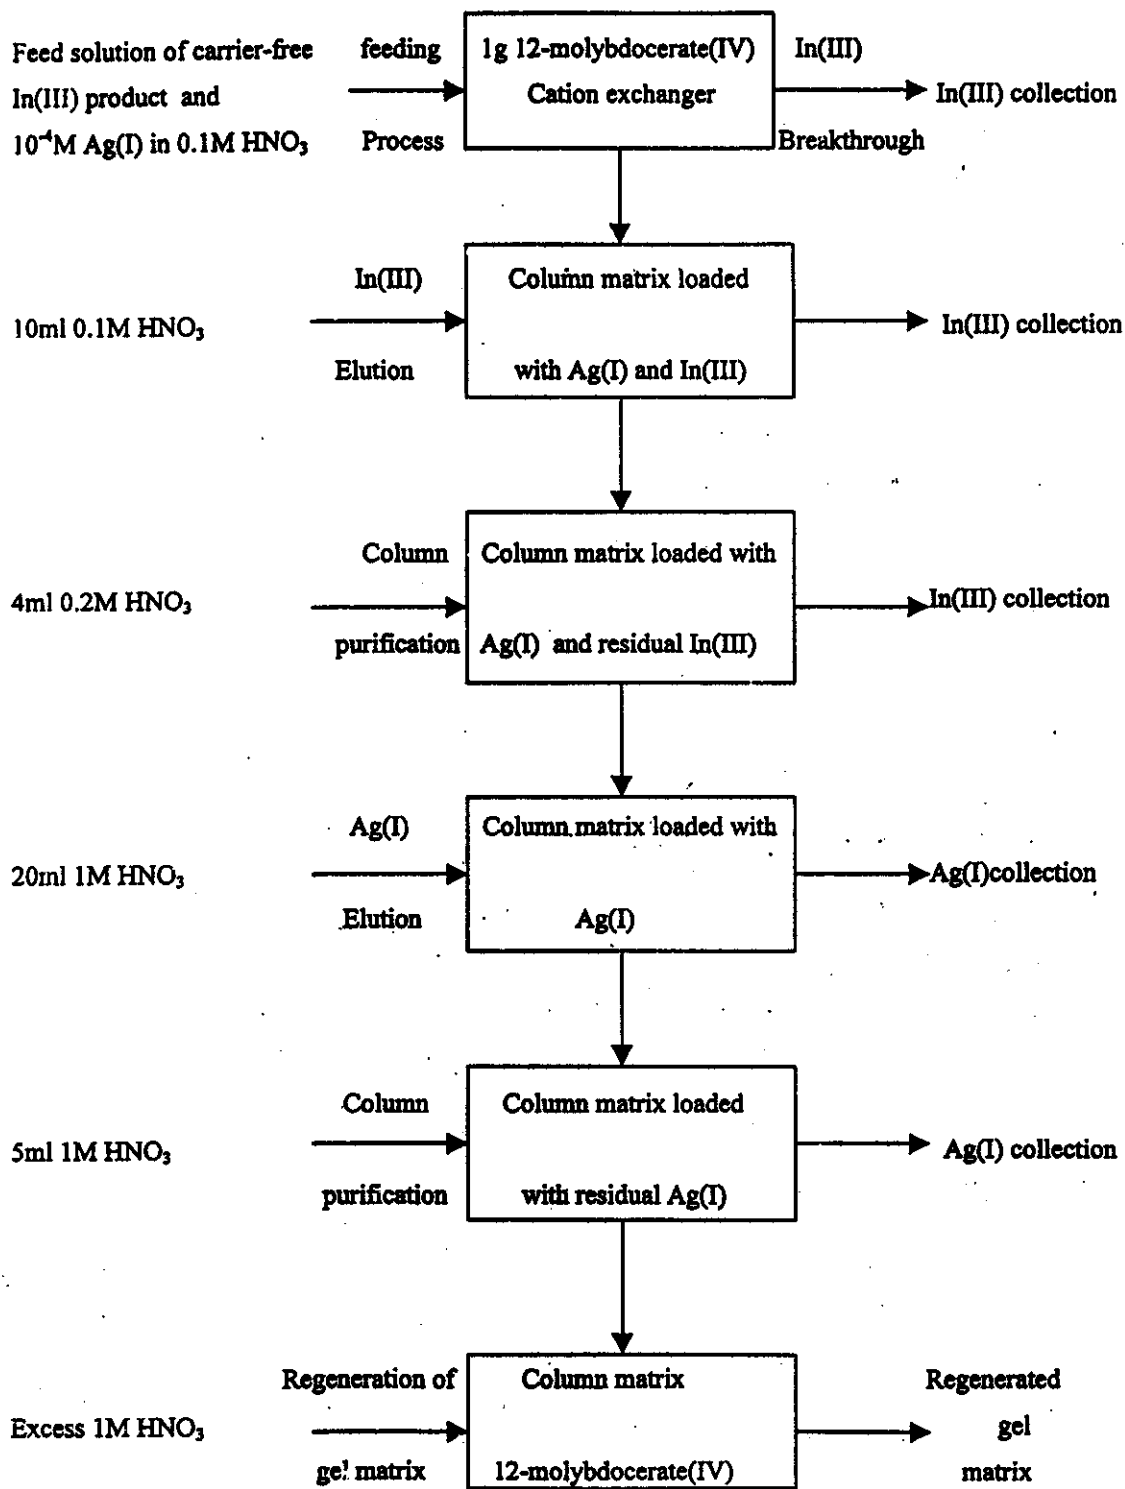 Feed solution of carrier-free
In(III) product and
10⁻⁴M Ag(I) in 0.1M HNO₃
feeding
Process
1g 12-molybdocerate(IV)
Cation exchanger
In(III)
Breakthrough
In(III) collection
10ml 0.1M HNO₃
In(III)
Elution
Column matrix loaded
with Ag(I) and In(III)
In(III) collection
4ml 0.2M HNO₃
Column
purification
Column matrix loaded with
Ag(I) and residual In(III)
In(III) collection
20ml 1M HNO₃
Ag(I)
Elution
Column matrix loaded with
Ag(I)
Ag(I)collection
5ml 1M HNO₃
Column
purification
Column matrix loaded
with residual Ag(I)
Ag(I) collection
Excess 1M HNO₃
Regeneration of
gel matrix
Column matrix
12-molybdocerate(IV)
Regenerated
gel
matrix